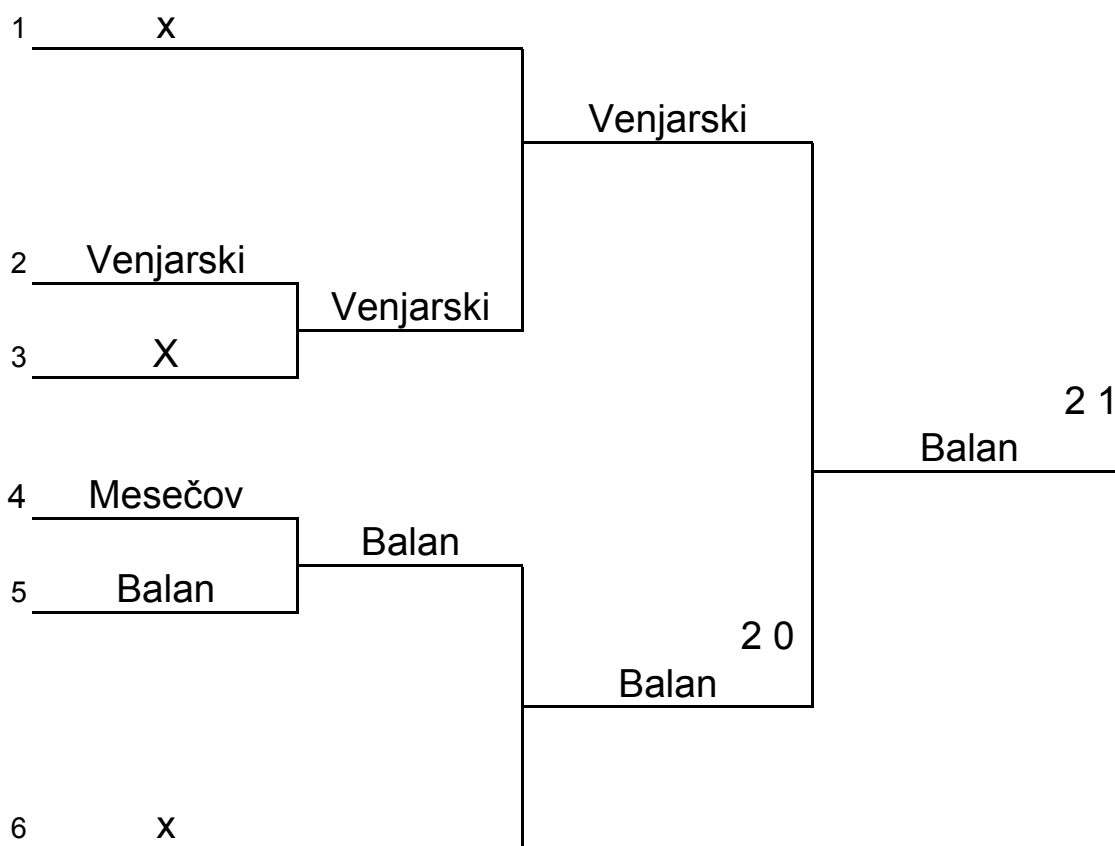 1 x
Venjarski
2 Venjarski
Venjarski
3 X
2 1
Balan
4 Mesečov
Balan
5 Balan
2 0
Balan
6 x